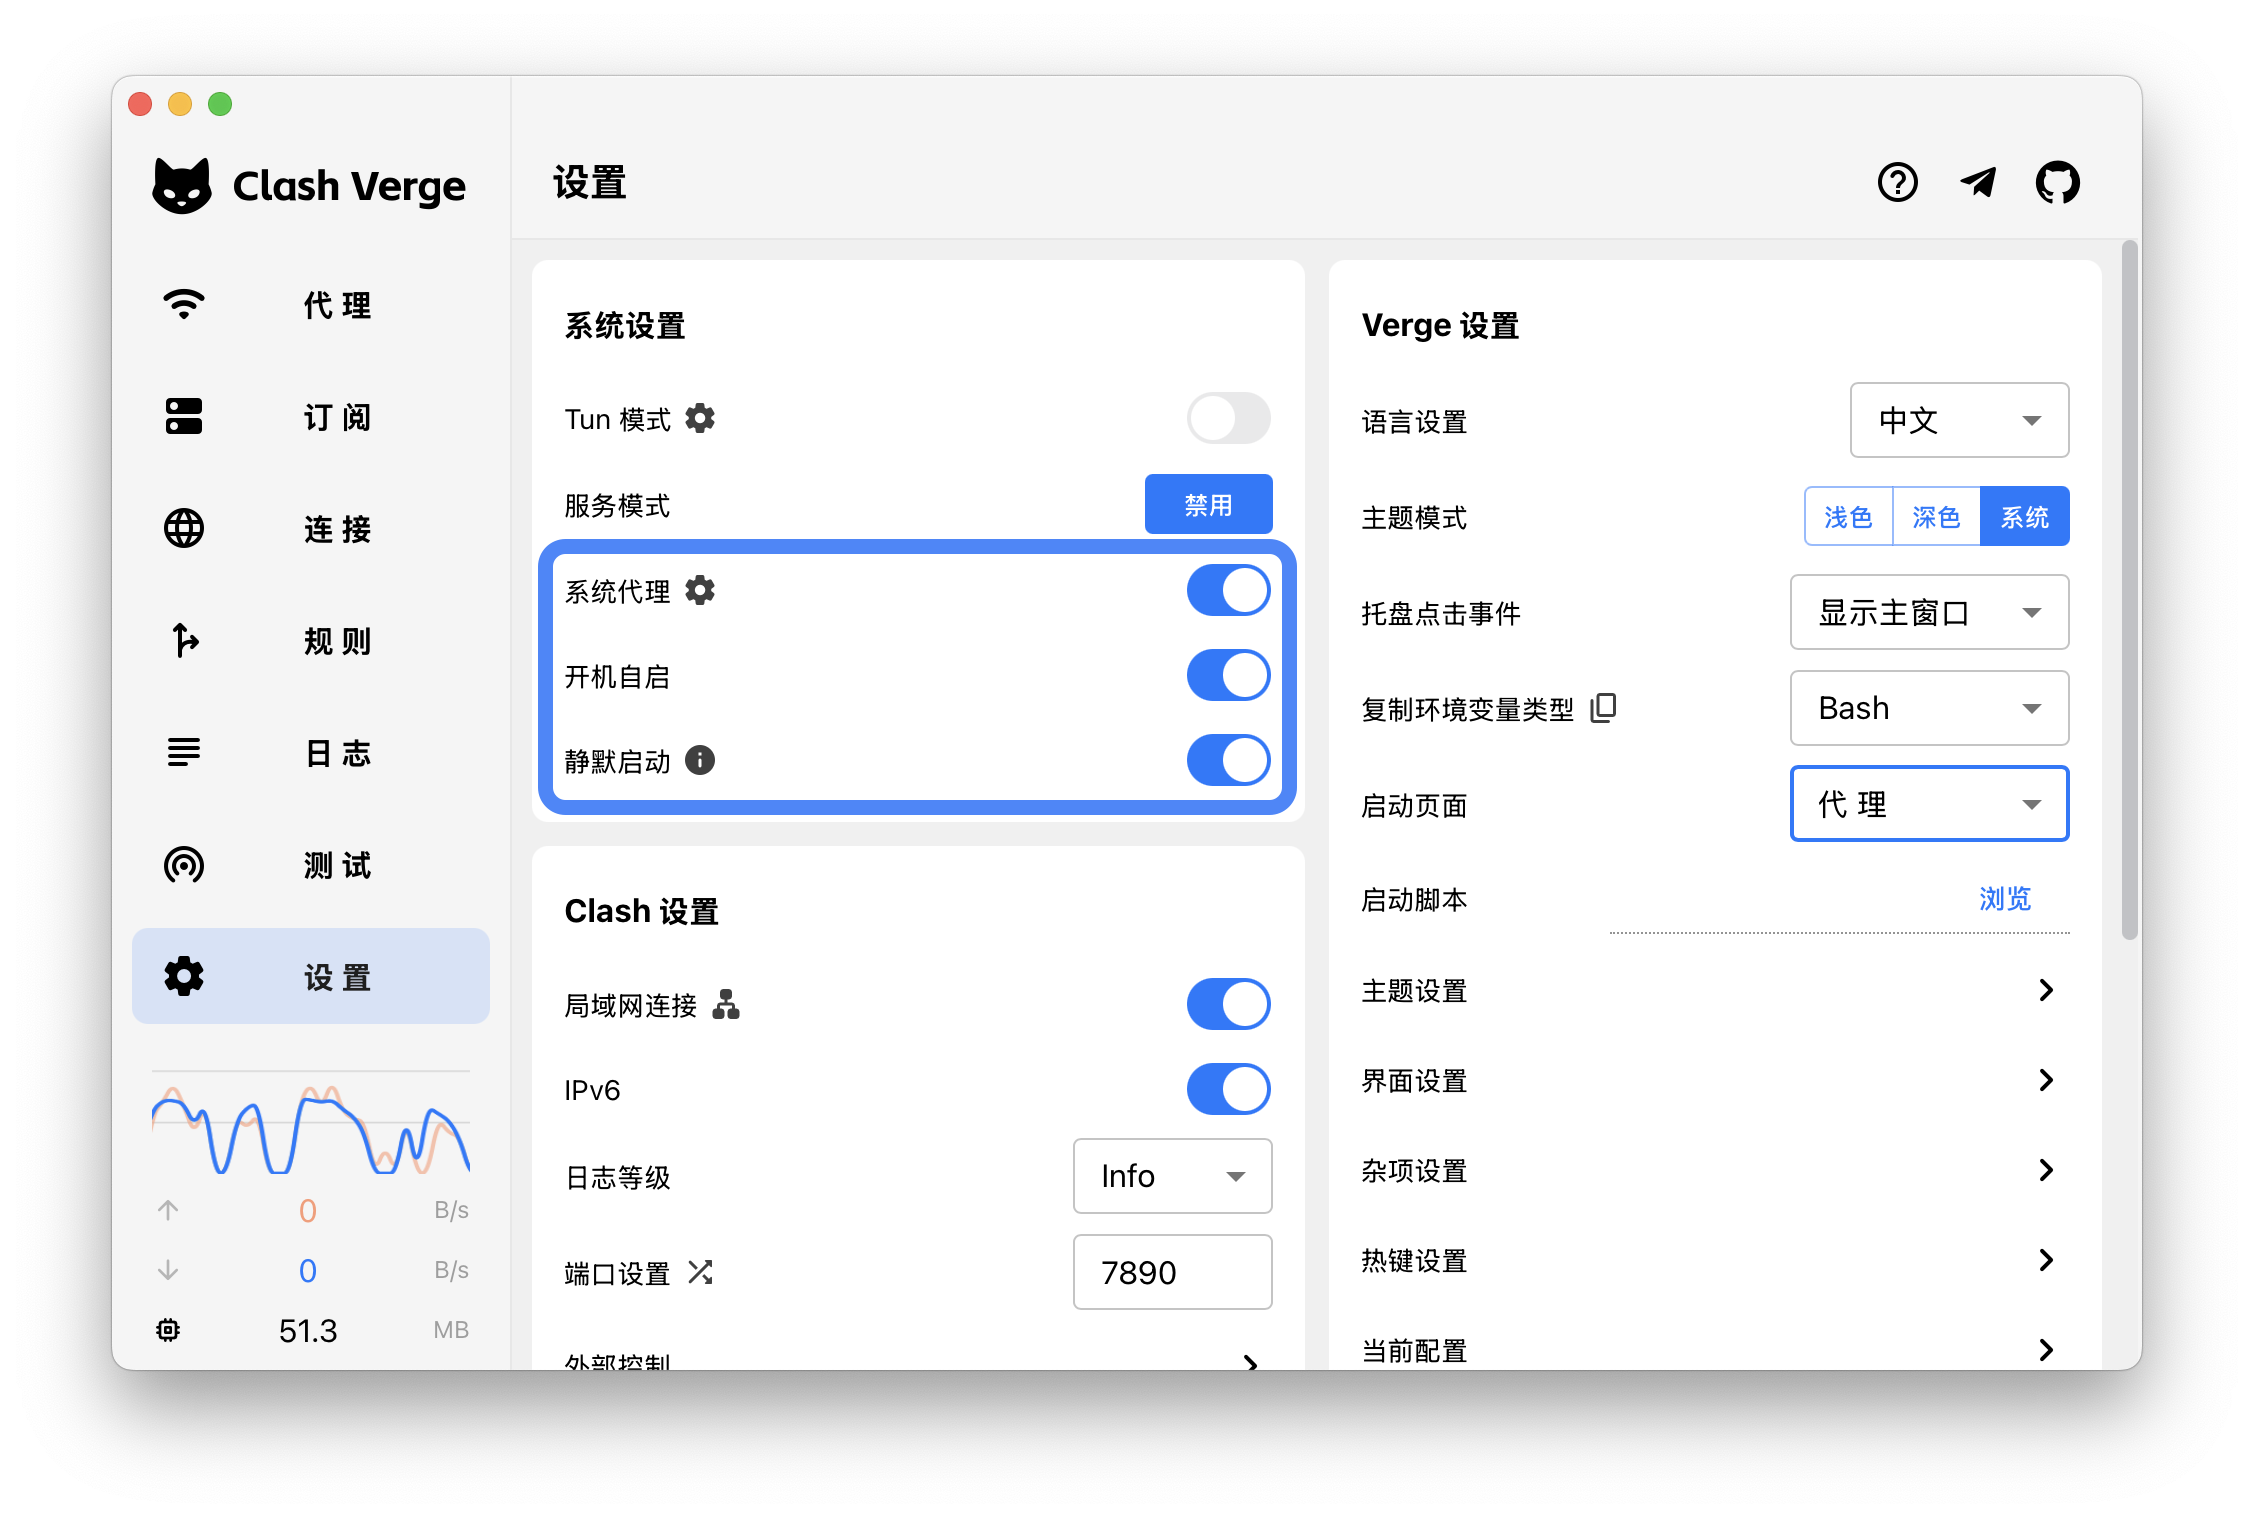 Clash Verge
代 理
订 阅
连 接
规 则
日 志
测 试
设 置
0 B/s
0 B/s
51.3 MB
设置
系统设置
Tun 模式
服务模式 禁用
系统代理
开机自启
静默启动
Clash 设置
局域网连接
IPv6
日志等级 Info
端口设置 7890
外部控制
Verge 设置
语言设置 中文
主题模式 浅色 深色 系统
托盘点击事件 显示主窗口
复制环境变量类型 Bash
启动页面 代 理
启动脚本 浏览
主题设置
界面设置
杂项设置
热键设置
当前配置